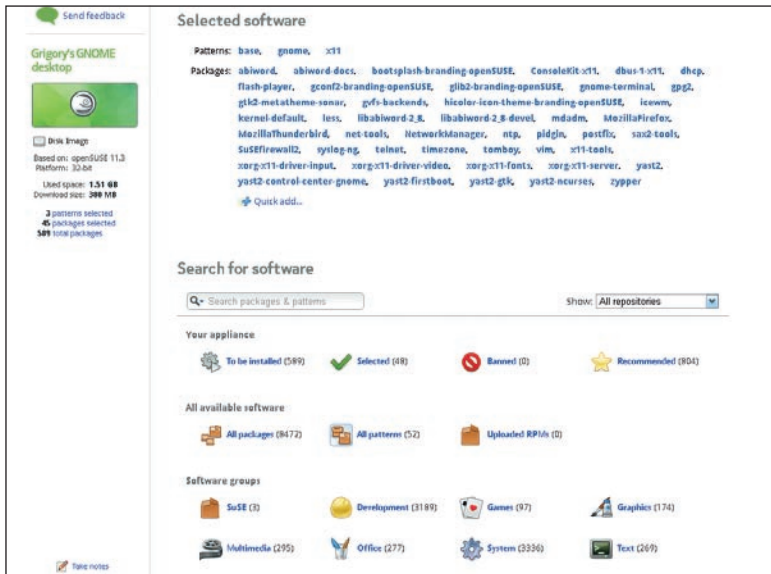 Send feedback
Grigory's GNOME
desktop
Disk Image
Based on: openSUSE 11.3
Platform: 32-bit
Used space: 1.51 GB
Download size: 380 MB
3 patterns selected
45 packages selected
589 total packages
Take notes
Selected software
Patterns: base, gnome, x11
Packages: abiword, abiword-docs, bootsplash-branding-openSUSE, ConsoleKit-x11, dbus-1-x11, dhcp,
flash-player, gconf2-branding-openSUSE, glib2-branding-openSUSE, gnome-terminal, gpg2,
gtk2-metatheme-sonar, gvfs-backends, hicolor-icon-theme-branding-openSUSE, icewm,
kernel-default, less, libabiword-2_8, libabiword-2_8-devel, mdadm, MozillaFirefox,
MozillaThunderbird, net-tools, NetworkManager, ntp, pidgin, postfix, sax2-tools,
SuSEfirewall2, syslog-ng, telnet, timezone, tomboy, vim, x11-tools,
xorg-x11-driver-input, xorg-x11-driver-video, xorg-x11-fonts, xorg-x11-server, yast2,
yast2-control-center-gnome, yast2-firstboot, yast2-gtk, yast2-ncurses, zypper
Quick add...
Search for software
Search packages & patterns
Show: All repositories
Your appliance
To be installed (589) Selected (48) Banned (0) Recommended (804)
All available software
All packages (8472) All patterns (52) Uploaded RPMs (0)
Software groups
SuSE (3) Development (3189) Games (97) Graphics (174)
Multimedia (295) Office (277) System (3336) Text (269)